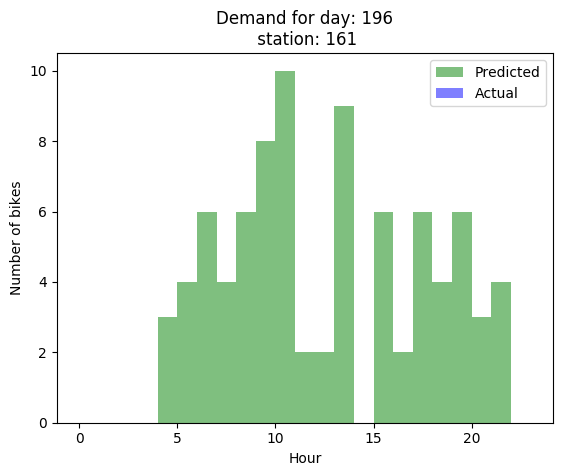 Demand for day: 196
station: 161
Predicted
Actual
Number of bikes
10
8
6
4
2
0
0
5
10
15
20
Hour